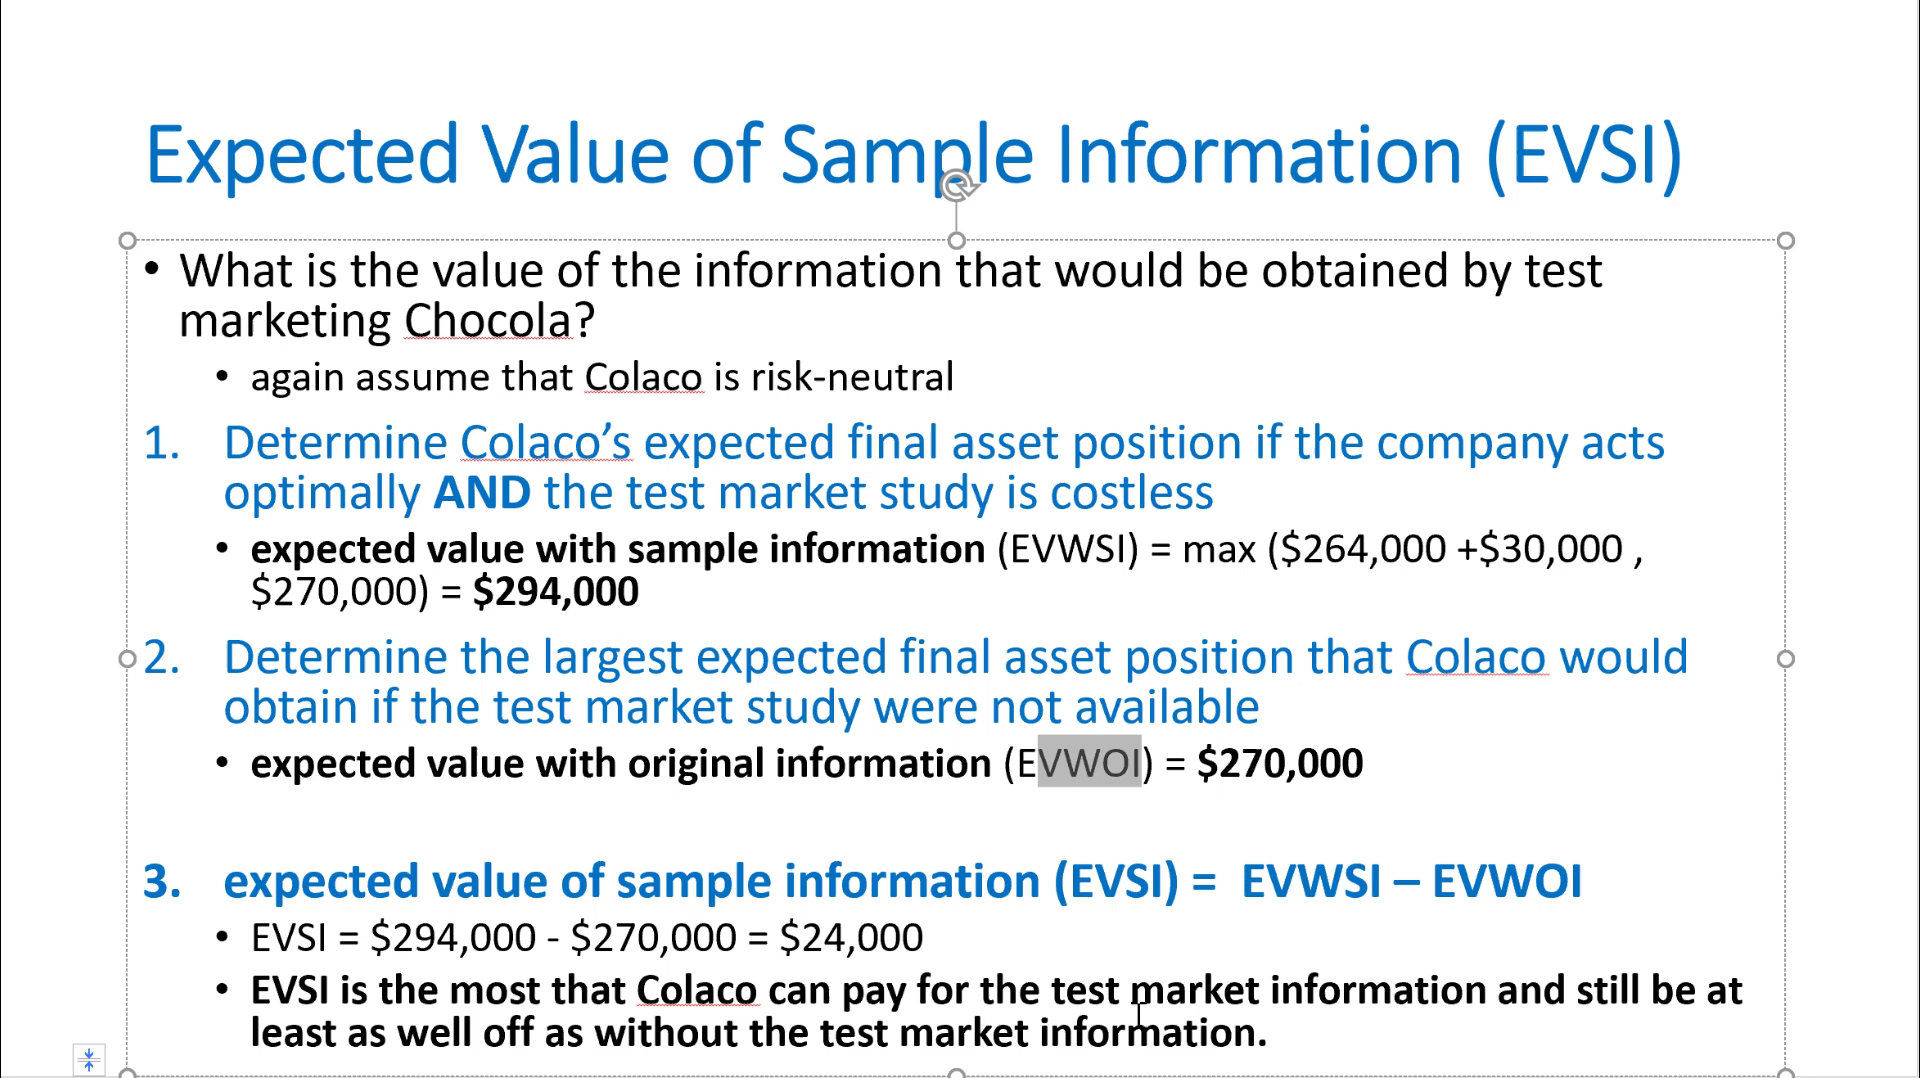 Expected Value of Sample Information (EVSI)
• What is the value of the information that would be obtained by test
marketing Chocola?
• again assume that Colaco is risk-neutral
1. Determine Colaco’s expected final asset position if the company acts
optimally AND the test market study is costless
• expected value with sample information (EVWSI) = max ($264,000 +$30,000 ,
$270,000) = $294,000
2. Determine the largest expected final asset position that Colaco would
obtain if the test market study were not available
• expected value with original information (EVWOI) = $270,000
3. expected value of sample information (EVSI) = EVWSI – EVWOI
• EVSI = $294,000 - $270,000 = $24,000
• EVSI is the most that Colaco can pay for the test market information and still be at
least as well off as without the test market information.